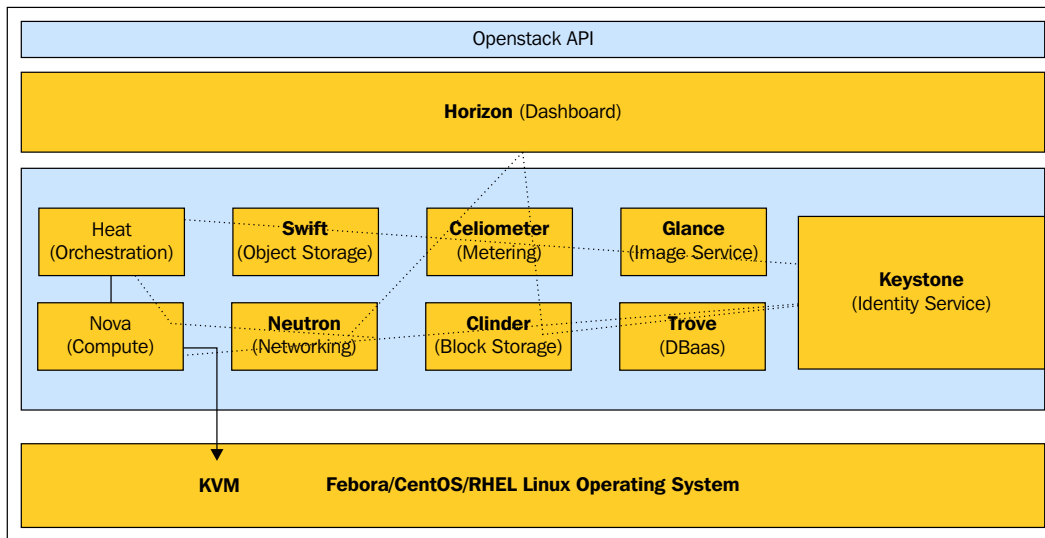 Openstack API
Horizon (Dashboard)
Heat
(Orchestration)
Swift
(Object Storage)
Celiometer
(Metering)
Glance
(Image Service)
Keystone
(Identity Service)
Nova
(Compute)
Neutron
(Networking)
Clinder
(Block Storage)
Trove
(DBaas)
KVM
Febora/CentOS/RHEL Linux Operating System